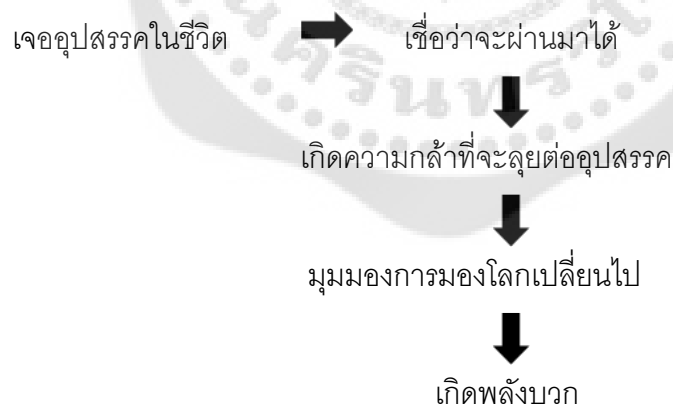 เจออุปสรรคในชีวิต เชื่อว่าจะผ่านมาได้
เกิดความกล้าที่จะลุยต่ออุปสรรค
มุมมองการมองโลกเปลี่ยนไป
เกิดพลังบวก